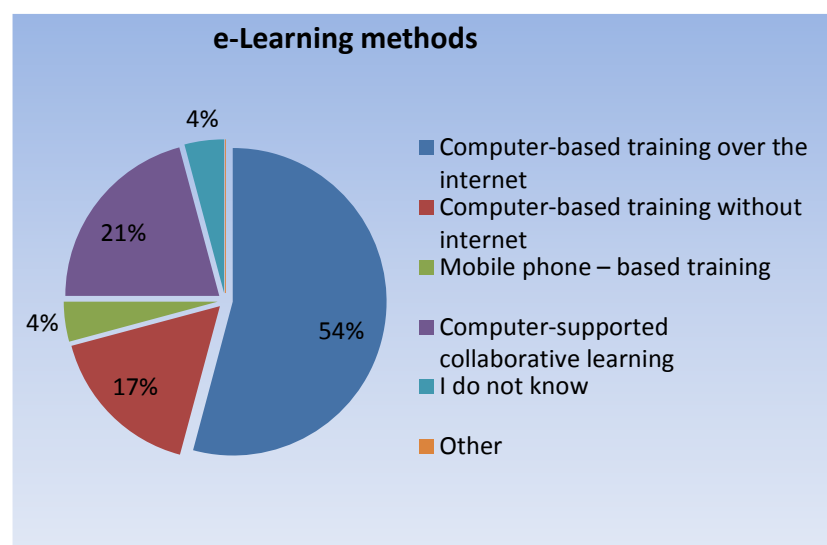 e-Learning methods
4%
21%
4%
17%
54%
Computer-based training over the
internet
Computer-based training without
internet
Mobile phone – based training
Computer-supported
collaborative learning
I do not know
Other